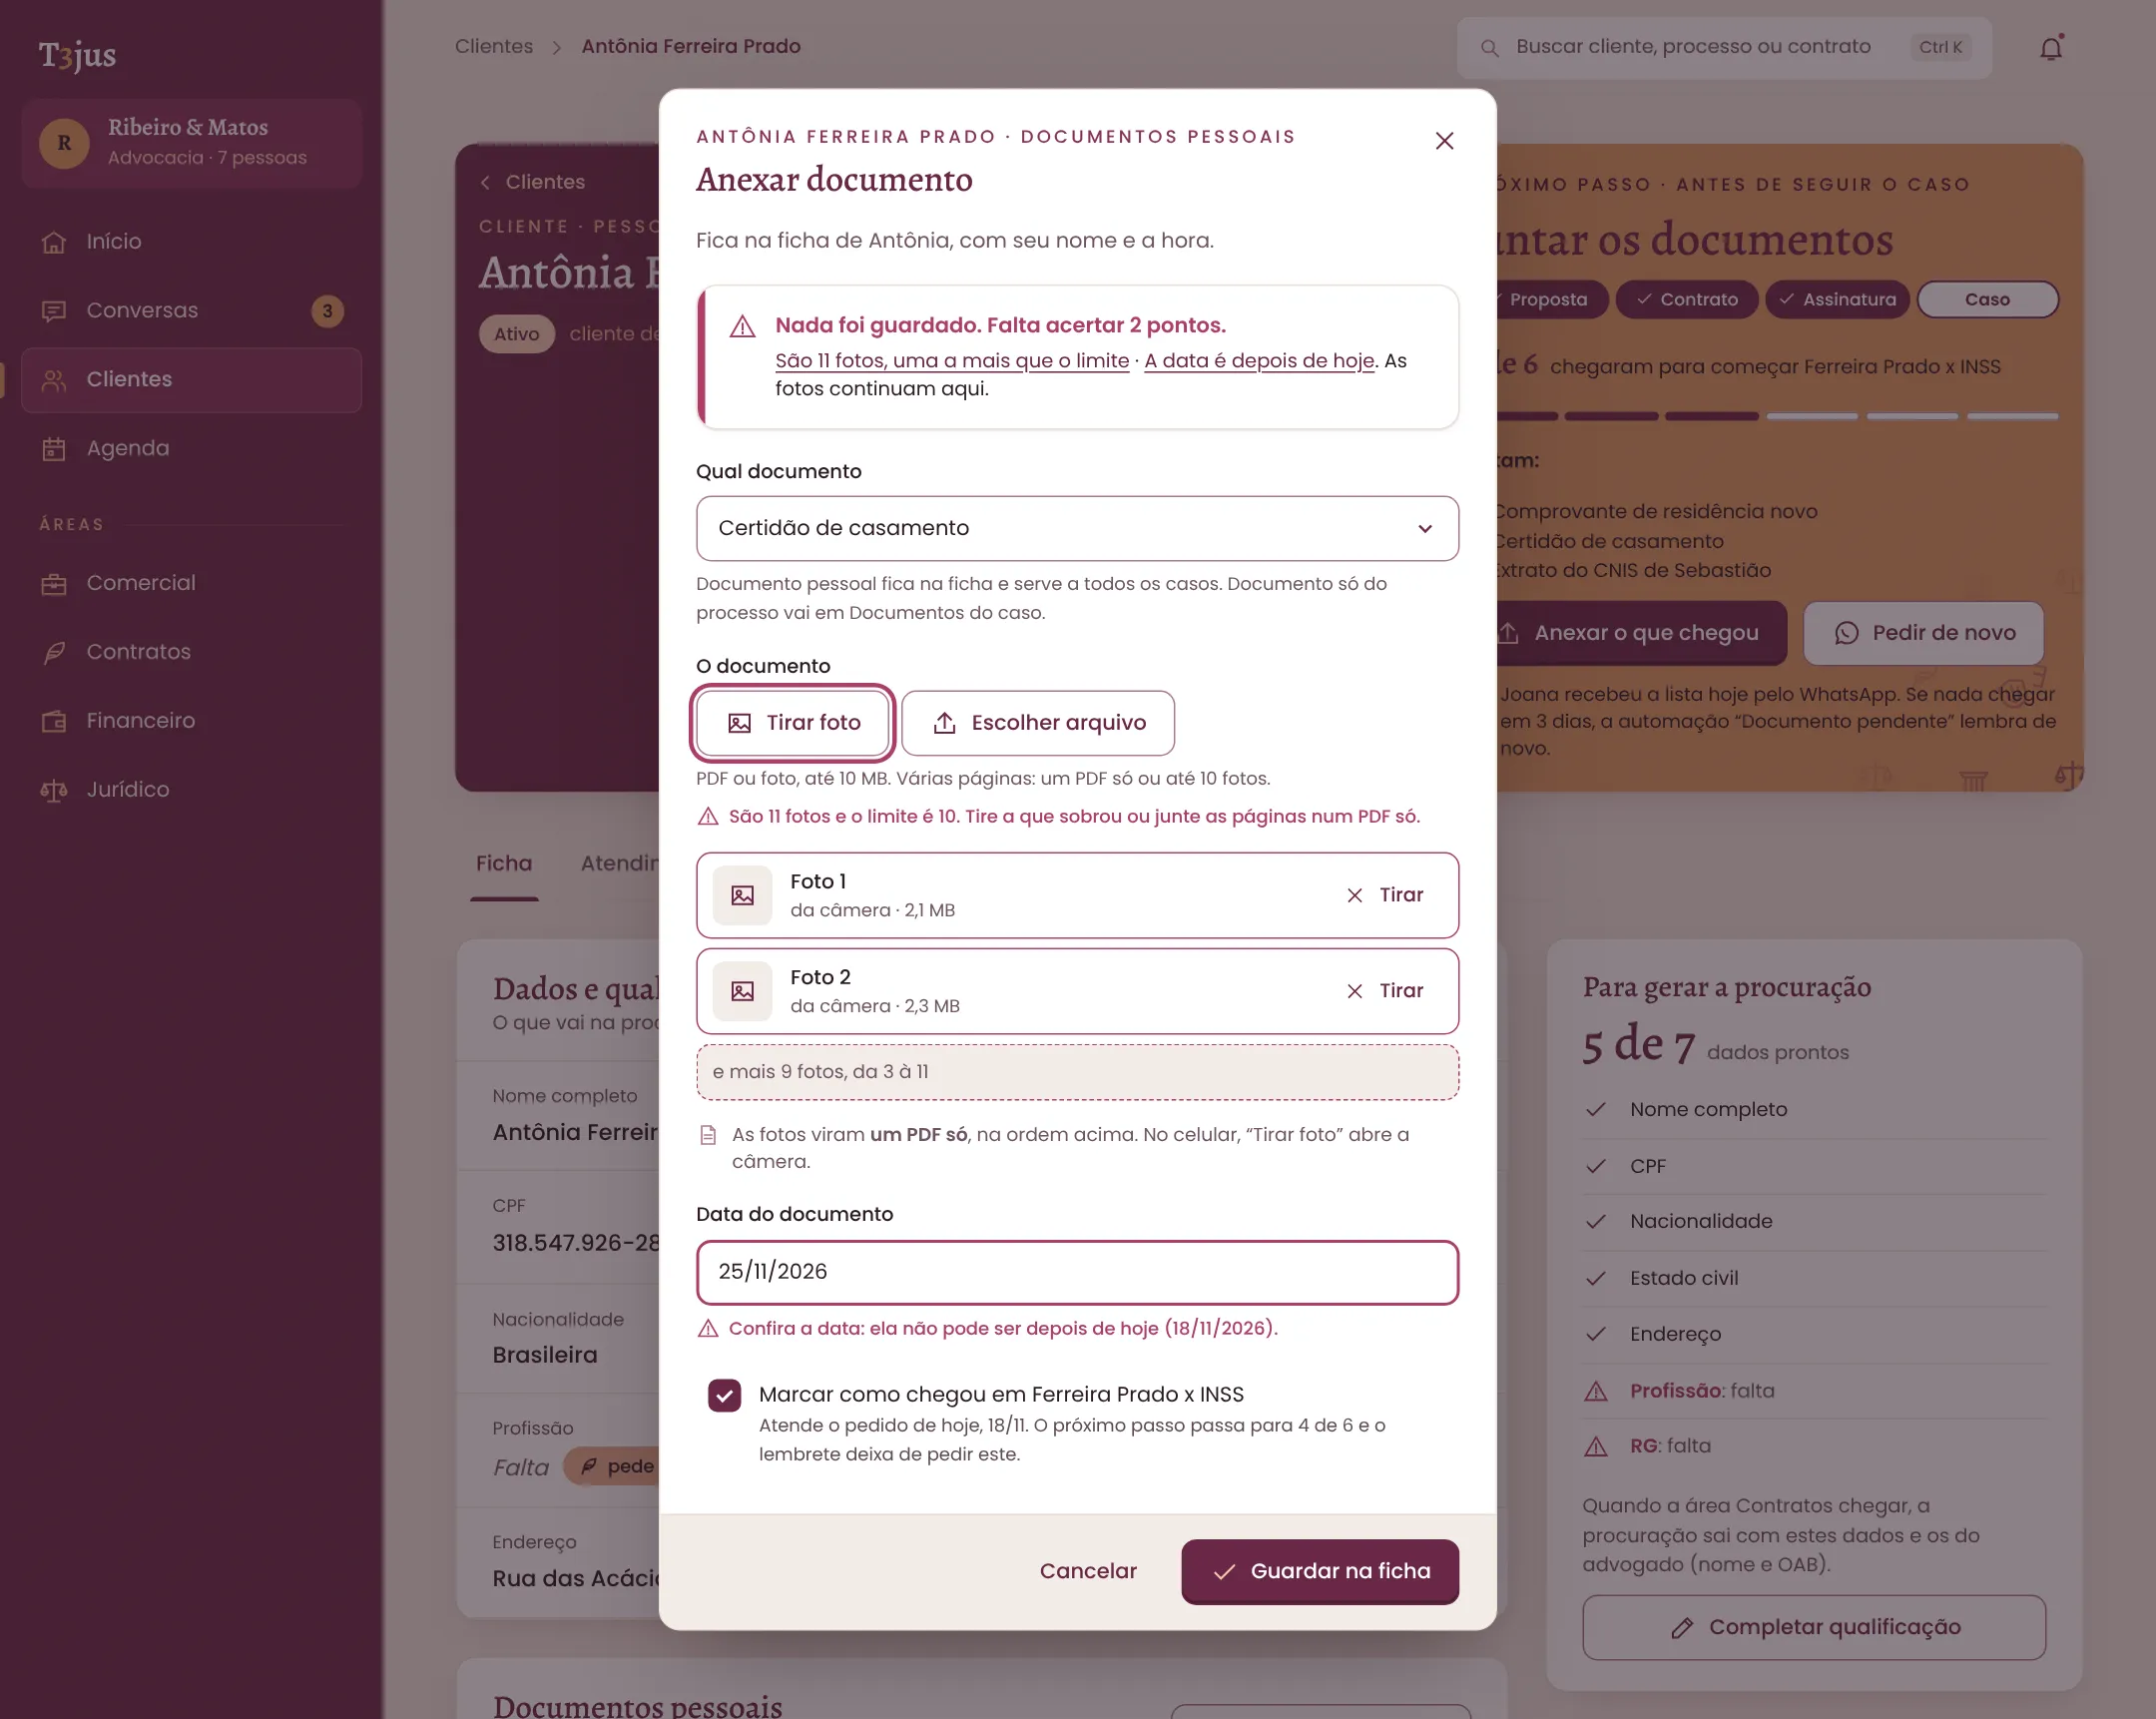 T3jus
Ribeiro & Matos
R
Advocacia · 7 pessoas
Início
Conversas
3
Clientes
Agenda
ÁREAS
Comercial
Contratos
Financeiro
Jurídico
Clientes
Antônia Ferreira Prado
Buscar cliente, processo ou contrato
Ctrl K
Clientes
CLIENTE
Antônia
Ativo
cliente
ANTÔNIA FERREIRA PRADO · DOCUMENTOS PESSOAIS
Anexar documento
Fica na ficha de Antônia, com seu nome e a hora.
Nada foi guardado. Falta acertar 2 pontos.
São 11 fotos, uma a mais que o limite · A data é depois de hoje. As
fotos continuam aqui.
Qual documento
Certidão de casamento
Documento pessoal fica na ficha e serve a todos os casos. Documento só do
processo vai em Documentos do caso.
O documento
Tirar foto
Escolher arquivo
PDF ou foto, até 10 MB. Várias páginas: um PDF só ou até 10 fotos.
São 11 fotos e o limite é 10. Tire a que sobrou ou junte as páginas num PDF só.
Foto 1
da câmera · 2,1 MB
Tirar
Foto 2
da câmera · 2,3 MB
Tirar
e mais 9 fotos, da 3 à 11
As fotos viram um PDF só, na ordem acima. No celular, “Tirar foto” abre a
câmera.
Data do documento
25/11/2026
Confira a data: ela não pode ser depois de hoje (18/11/2026).
Marcar como chegou em Ferreira Prado x INSS
Atende o pedido de hoje, 18/11. O próximo passo passa para 4 de 6 e o
lembrete deixa de pedir este.
Cancelar
Guardar na ficha
PASSO · ANTES DE SEGUIR O CASO
os documentos
Proposta
Contrato
Assinatura
Caso
de 6 chegaram para começar Ferreira Prado x INSS
Comprovante de residência novo
Certidão de casamento
Extrato do CNIS de Sebastião
Anexar o que chegou
Pedir de novo
Joana recebeu a lista hoje pelo WhatsApp. Se nada chegar
em 3 dias, a automação “Documento pendente” lembra de
novo.
Ficha
Dados e
O que vai na
Nome completo
Antônia
CPF
318.547.926-28
Nacionalidade
Brasileira
Profissão
Falta
pede
Endereço
Rua das
Documentos pessoais
Para gerar a procuração
5 de 7 dados prontos
Nome completo
CPF
Nacionalidade
Estado civil
Endereço
Profissão: falta
RG: falta
Quando a área Contratos chegar, a
procuração sai com estes dados e os do
advogado (nome e OAB).
Completar qualificação